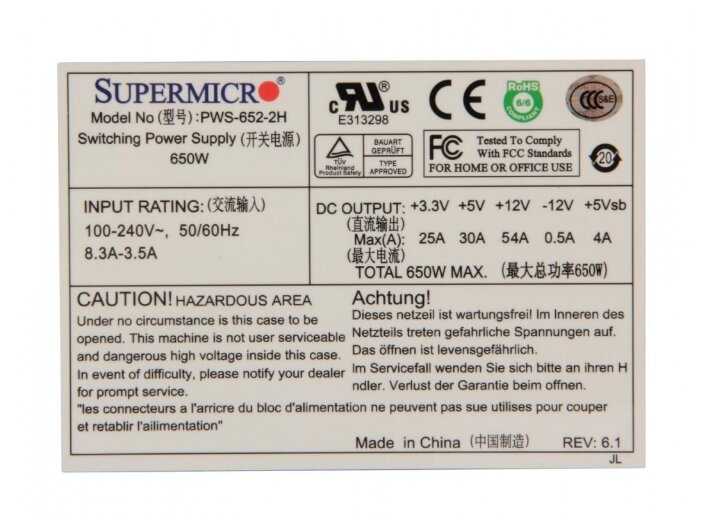 SUPERMICRO®
Model No (型号):PWS-652-2H
Switching Power Supply (开关电源)
650W
c RU US
E313298
CE
RoHS
6/6
COMPLIANT
CCC S&E
TÜV
Rheinland
Product Safety
BAUART
GEPRÜFT
TYPE
APPROVED
FC Tested To Comply
With FCC Standards
FOR HOME OR OFFICE USE
20
INPUT RATING:(交流输入)
100-240V~, 50/60Hz
8.3A-3.5A
DC OUTPUT: +3.3V +5V +12V -12V +5Vsb
(直流输出)
Max(A): 25A 30A 54A 0.5A 4A
(最大电流)
TOTAL 650W MAX. (最大总功率650W)
CAUTION! HAZARDOUS AREA
Under no circumstance is this case to be
opened. This machine is not user serviceable
and dangerous high voltage inside this case.
In event of difficulty, please notify your dealer
for prompt service.
Achtung!
Dieses netzeil ist wartungsfrei! Im Inneren des
Netzteils treten gefahrliche Spannungen auf.
Das öffnen ist levensgefährlich.
Im Servicefall wenden Sie sich bitte an ihren H
ndler. Verlust der Garantie beim öffnen.
"les connecteurs a l'arricre du bloc d'alimentation ne peuvent pas sue utilises pour couper
et retablir l'ailimentation"
Made in China (中国制造)
REV: 6.1
JL